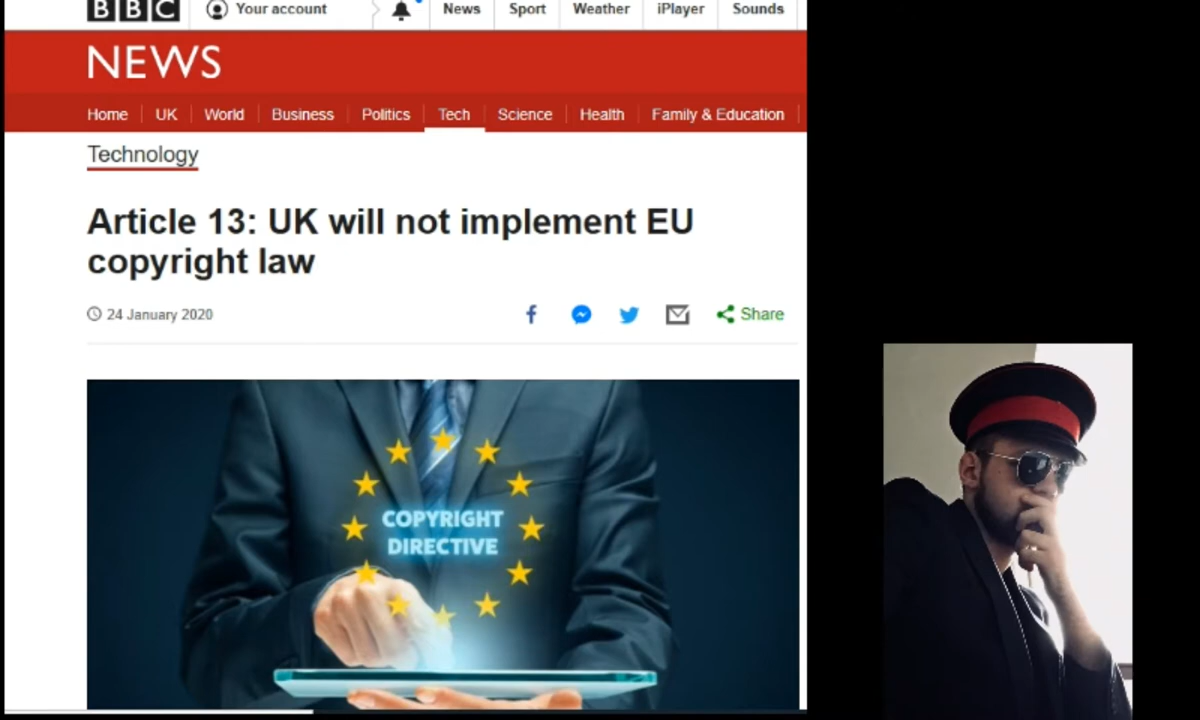 BBC Your account News Sport Weather iPlayer Sounds
NEWS
Home UK World Business Politics Tech Science Health Family & Education
Technology
Article 13: UK will not implement EU
copyright law
24 January 2020 Share
COPYRIGHT
DIRECTIVE